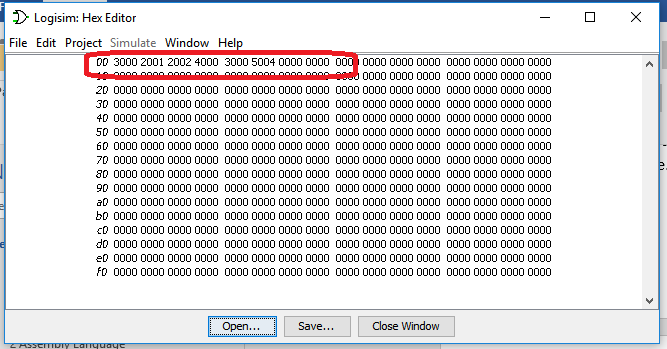 Logisim: Hex Editor
File Edit Project Simulate Window Help
00 3000 2001 2002 4000 3000 5004 0000 0000 0000 0000 0000 0000 0000 0000 0000 0000
10 0000 0000 0000 0000 0000 0000 0000 0000 0000 0000 0000 0000 0000 0000 0000 0000
20 0000 0000 0000 0000 0000 0000 0000 0000 0000 0000 0000 0000 0000 0000 0000 0000
30 0000 0000 0000 0000 0000 0000 0000 0000 0000 0000 0000 0000 0000 0000 0000 0000
40 0000 0000 0000 0000 0000 0000 0000 0000 0000 0000 0000 0000 0000 0000 0000 0000
50 0000 0000 0000 0000 0000 0000 0000 0000 0000 0000 0000 0000 0000 0000 0000 0000
60 0000 0000 0000 0000 0000 0000 0000 0000 0000 0000 0000 0000 0000 0000 0000 0000
70 0000 0000 0000 0000 0000 0000 0000 0000 0000 0000 0000 0000 0000 0000 0000 0000
80 0000 0000 0000 0000 0000 0000 0000 0000 0000 0000 0000 0000 0000 0000 0000 0000
90 0000 0000 0000 0000 0000 0000 0000 0000 0000 0000 0000 0000 0000 0000 0000 0000
a0 0000 0000 0000 0000 0000 0000 0000 0000 0000 0000 0000 0000 0000 0000 0000 0000
b0 0000 0000 0000 0000 0000 0000 0000 0000 0000 0000 0000 0000 0000 0000 0000 0000
c0 0000 0000 0000 0000 0000 0000 0000 0000 0000 0000 0000 0000 0000 0000 0000 0000
d0 0000 0000 0000 0000 0000 0000 0000 0000 0000 0000 0000 0000 0000 0000 0000 0000
e0 0000 0000 0000 0000 0000 0000 0000 0000 0000 0000 0000 0000 0000 0000 0000 0000
f0 0000 0000 0000 0000 0000 0000 0000 0000 0000 0000 0000 0000 0000 0000 0000 0000
Open... Save... Close Window
2 Assembly Language